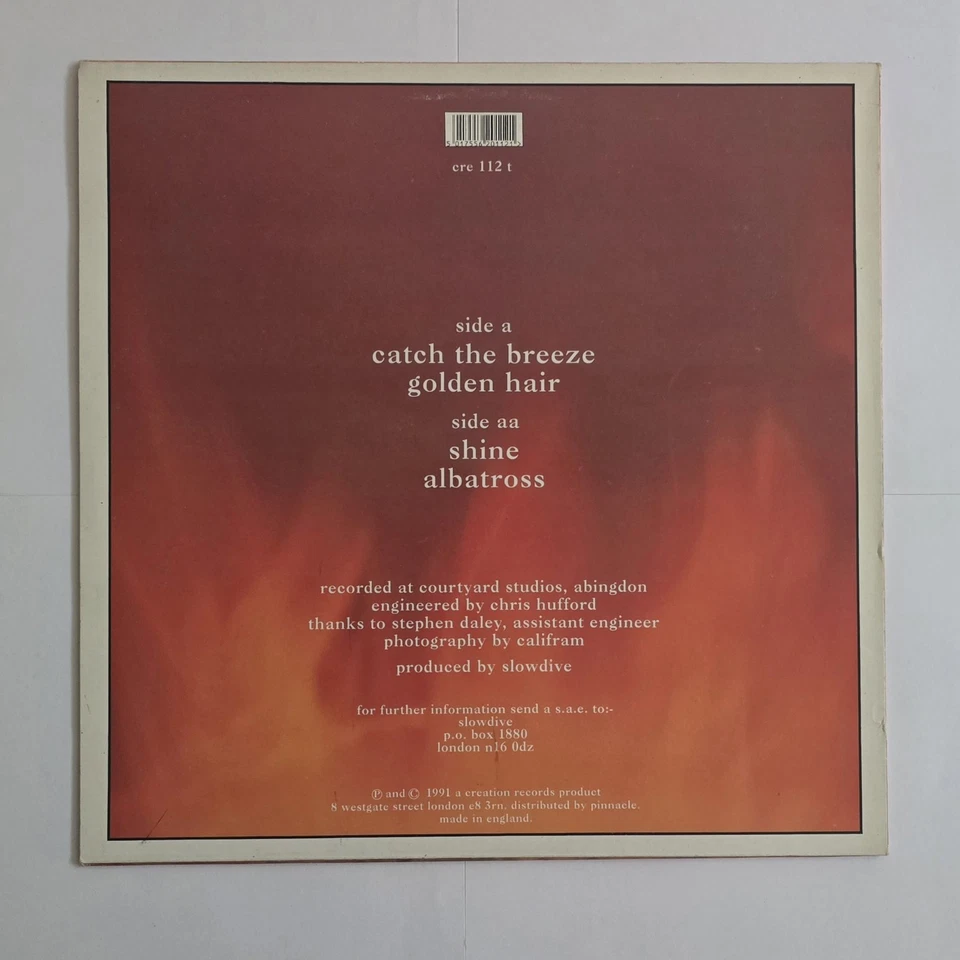 cre 112 t
side a
catch the breeze
golden hair
side aa
shine
albatross
recorded at courtyard studios, abingdon
engineered by chris hufford
thanks to stephen daley, assistant engineer
photography by califram
produced by slowdive
for further information send a s.a.e. to:-
slowdive
p.o. box 1880
london n16 0dz
℗ and © 1991 a creation records product
8 westgate street london e8 3rn. distributed by pinnacle.
made in england.